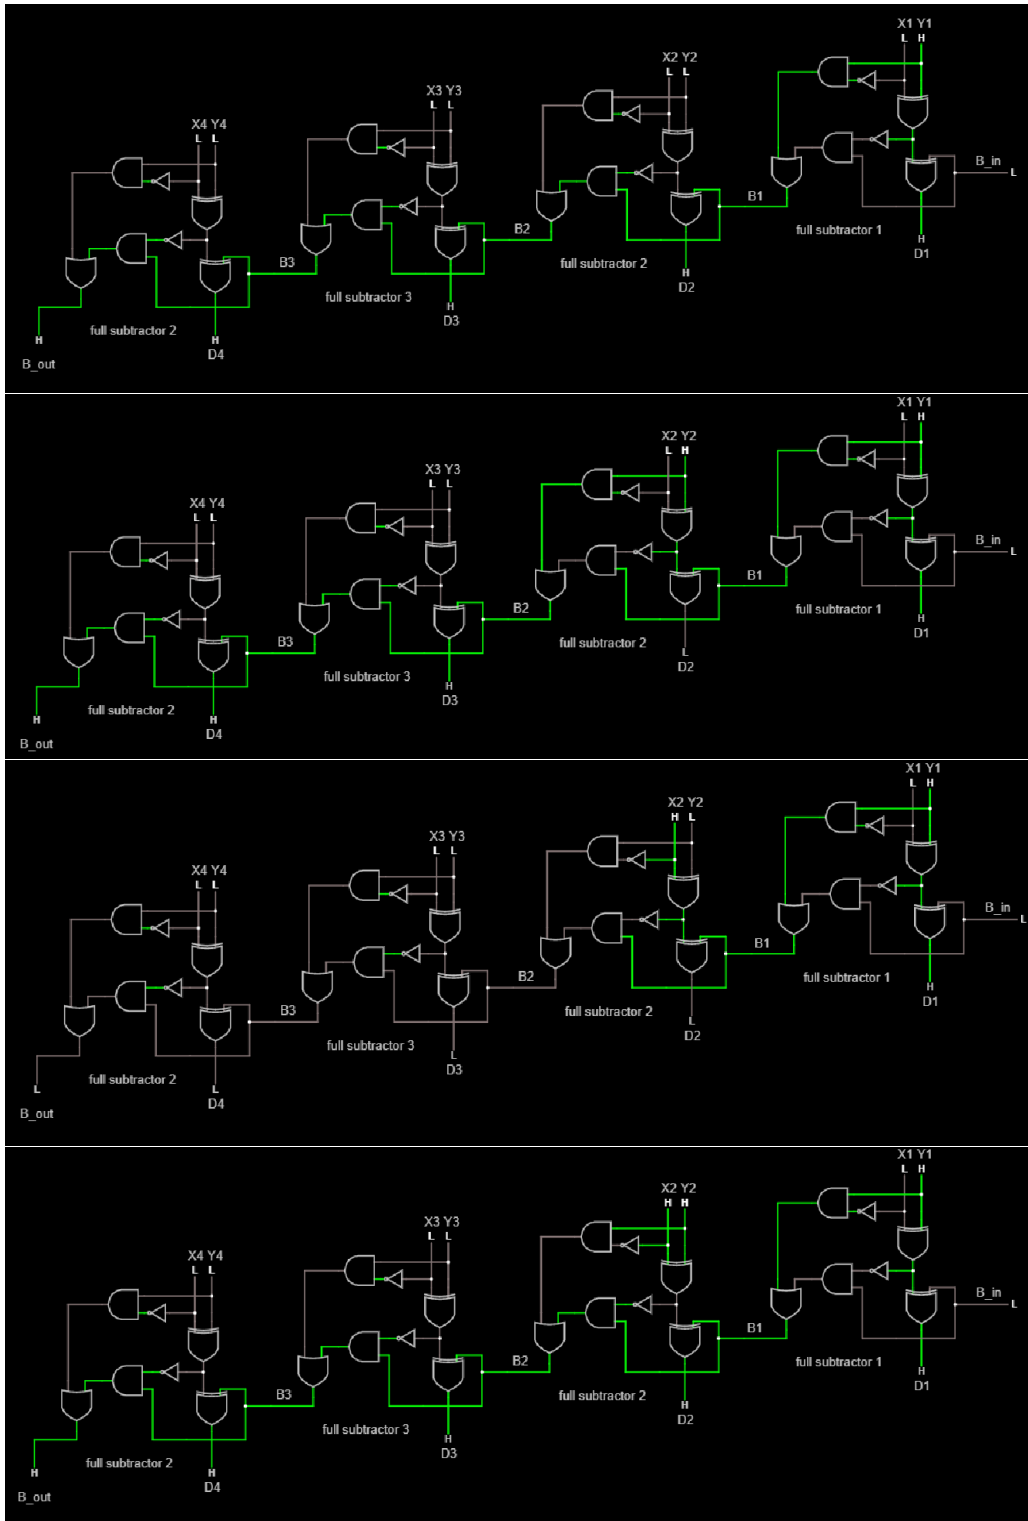 X1 Y1
L H
X2 Y2
L L
X3 Y3
L L
X4 Y4
L L
B_in
L
B1
full subtractor 1
H
D1
B2
full subtractor 2
H
D2
B3
full subtractor 3
H
D3
full subtractor 2
H
D4
H
B_out
X1 Y1
L H
X2 Y2
L H
X3 Y3
L L
X4 Y4
L L
B_in
L
B1
full subtractor 1
H
D1
B2
full subtractor 2
L
D2
B3
full subtractor 3
H
D3
full subtractor 2
H
D4
H
B_out
X1 Y1
L H
X2 Y2
H L
X3 Y3
L L
X4 Y4
L L
B_in
L
B1
full subtractor 1
H
D1
B2
full subtractor 2
L
D2
B3
full subtractor 3
L
D3
full subtractor 2
L
D4
L
B_out
X1 Y1
L H
X2 Y2
H H
X3 Y3
L L
X4 Y4
L L
B_in
L
B1
full subtractor 1
H
D1
B2
full subtractor 2
H
D2
B3
full subtractor 3
H
D3
full subtractor 2
H
D4
H
B_out